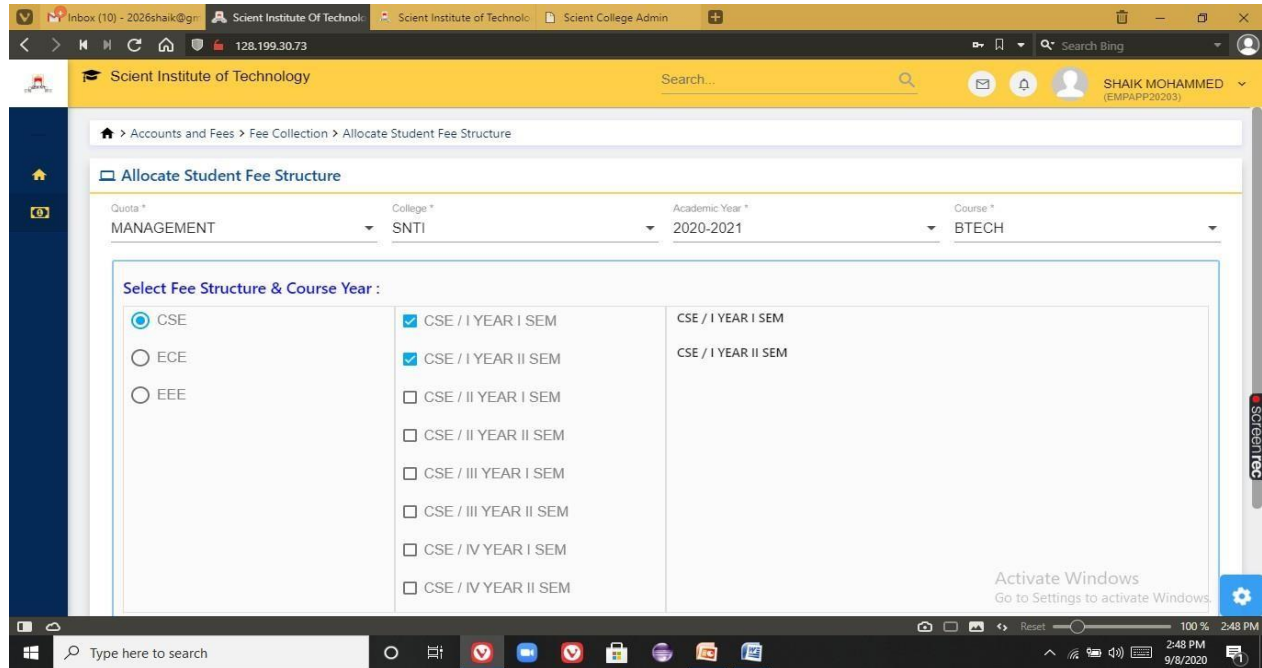 Inbox (10) - 2026shaik@gm Scient Institute Of Technolo Scient Institute of Technolo Scient College Admin
128.199.30.73 Search Bing
Scient Institute of Technology Search... SHAIK MOHAMMED
(EMPAPP20203)
> Accounts and Fees > Fee Collection > Allocate Student Fee Structure
Allocate Student Fee Structure
Quota * College * Academic Year * Course *
MANAGEMENT SNTI 2020-2021 BTECH
Select Fee Structure & Course Year :
CSE CSE / I YEAR I SEM CSE / I YEAR I SEM
ECE CSE / I YEAR II SEM CSE / I YEAR II SEM
EEE CSE / II YEAR I SEM
CSE / II YEAR II SEM
CSE / III YEAR I SEM
CSE / III YEAR II SEM
CSE / IV YEAR I SEM
CSE / IV YEAR II SEM
screenrec
Activate Windows
Go to Settings to activate Windows.
Reset 100 % 2:48 PM
Type here to search 2:48 PM
9/8/2020